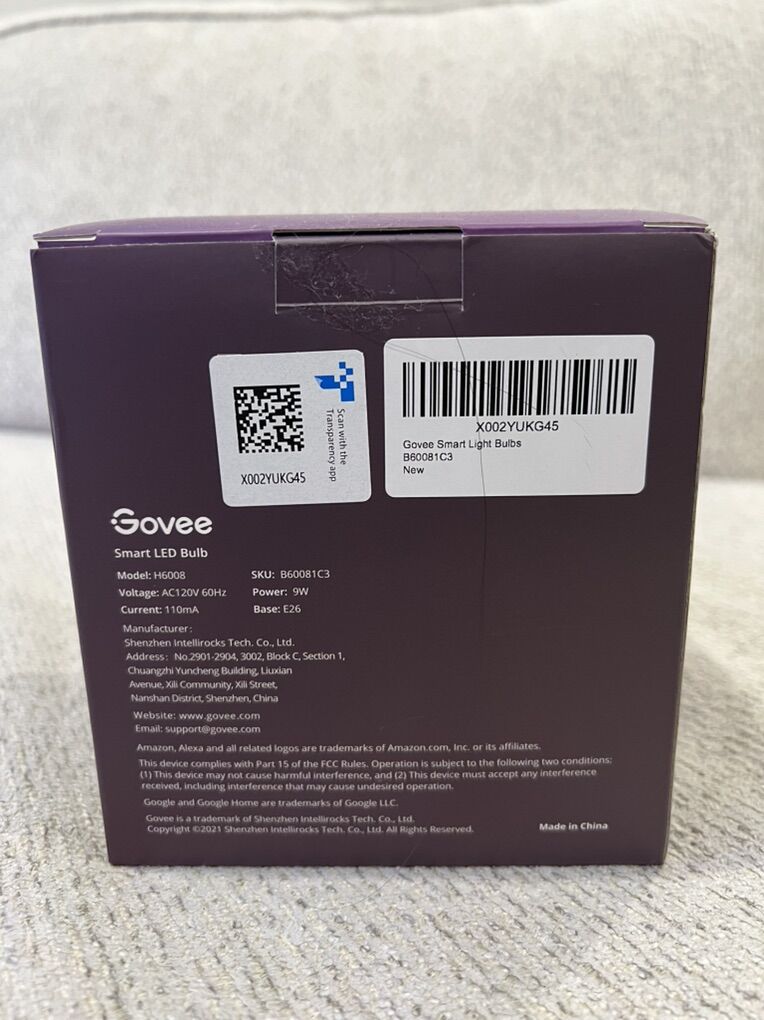 Scan with the
Transparency app
X002YUKG45
X002YUKG45
Govee Smart Light Bulbs
B60081C3
New
Govee
Smart LED Bulb
Model: H6008 SKU: B60081C3
Voltage: AC120V 60Hz Power: 9W
Current: 110mA Base: E26
Manufacturer:
Shenzhen Intellirocks Tech. Co., Ltd.
Address: No.2901-2904, 3002, Block C, Section 1,
Chuangzhi Yuncheng Building, Liuxian
Avenue, Xili Community, Xili Street,
Nanshan District, Shenzhen, China
Website: www.govee.com
Email: support@govee.com
Amazon, Alexa and all related logos are trademarks of Amazon.com, Inc. or its affiliates.
This device complies with Part 15 of the FCC Rules. Operation is subject to the following two conditions:
(1) This device may not cause harmful interference, and (2) This device must accept any interference
received, including interference that may cause undesired operation.
Google and Google Home are trademarks of Google LLC.
Govee is a trademark of Shenzhen Intellirocks Tech. Co., Ltd.
Copyright ©2021 Shenzhen Intellirocks Tech. Co., Ltd. All Rights Reserved.
Made in China